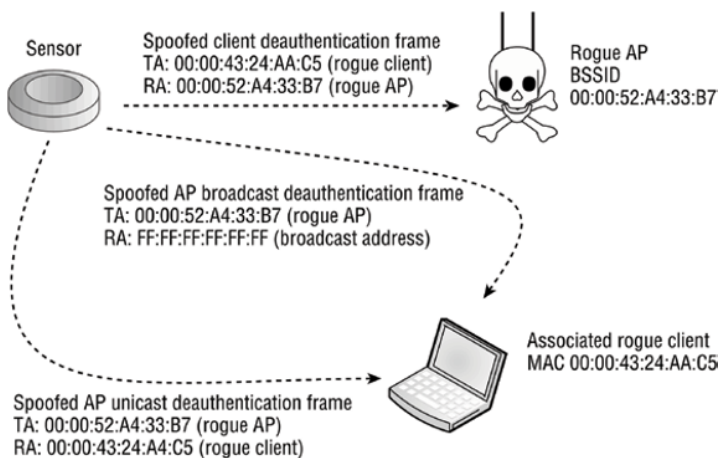 Sensor
Spoofed client deauthentication frame
TA: 00:00:43:24:AA:C5 (rogue client)
RA: 00:00:52:A4:33:B7 (rogue AP)
Rogue AP
BSSID
00:00:52:A4:33:B7
Spoofed AP broadcast deauthentication frame
TA: 00:00:52:A4:33:B7 (rogue AP)
RA: FF:FF:FF:FF:FF:FF (broadcast address)
Associated rogue client
MAC 00:00:43:24:AA:C5
Spoofed AP unicast deauthentication frame
TA: 00:00:52:A4:33:B7 (rogue AP)
RA: 00:00:43:24:A4:C5 (rogue client)